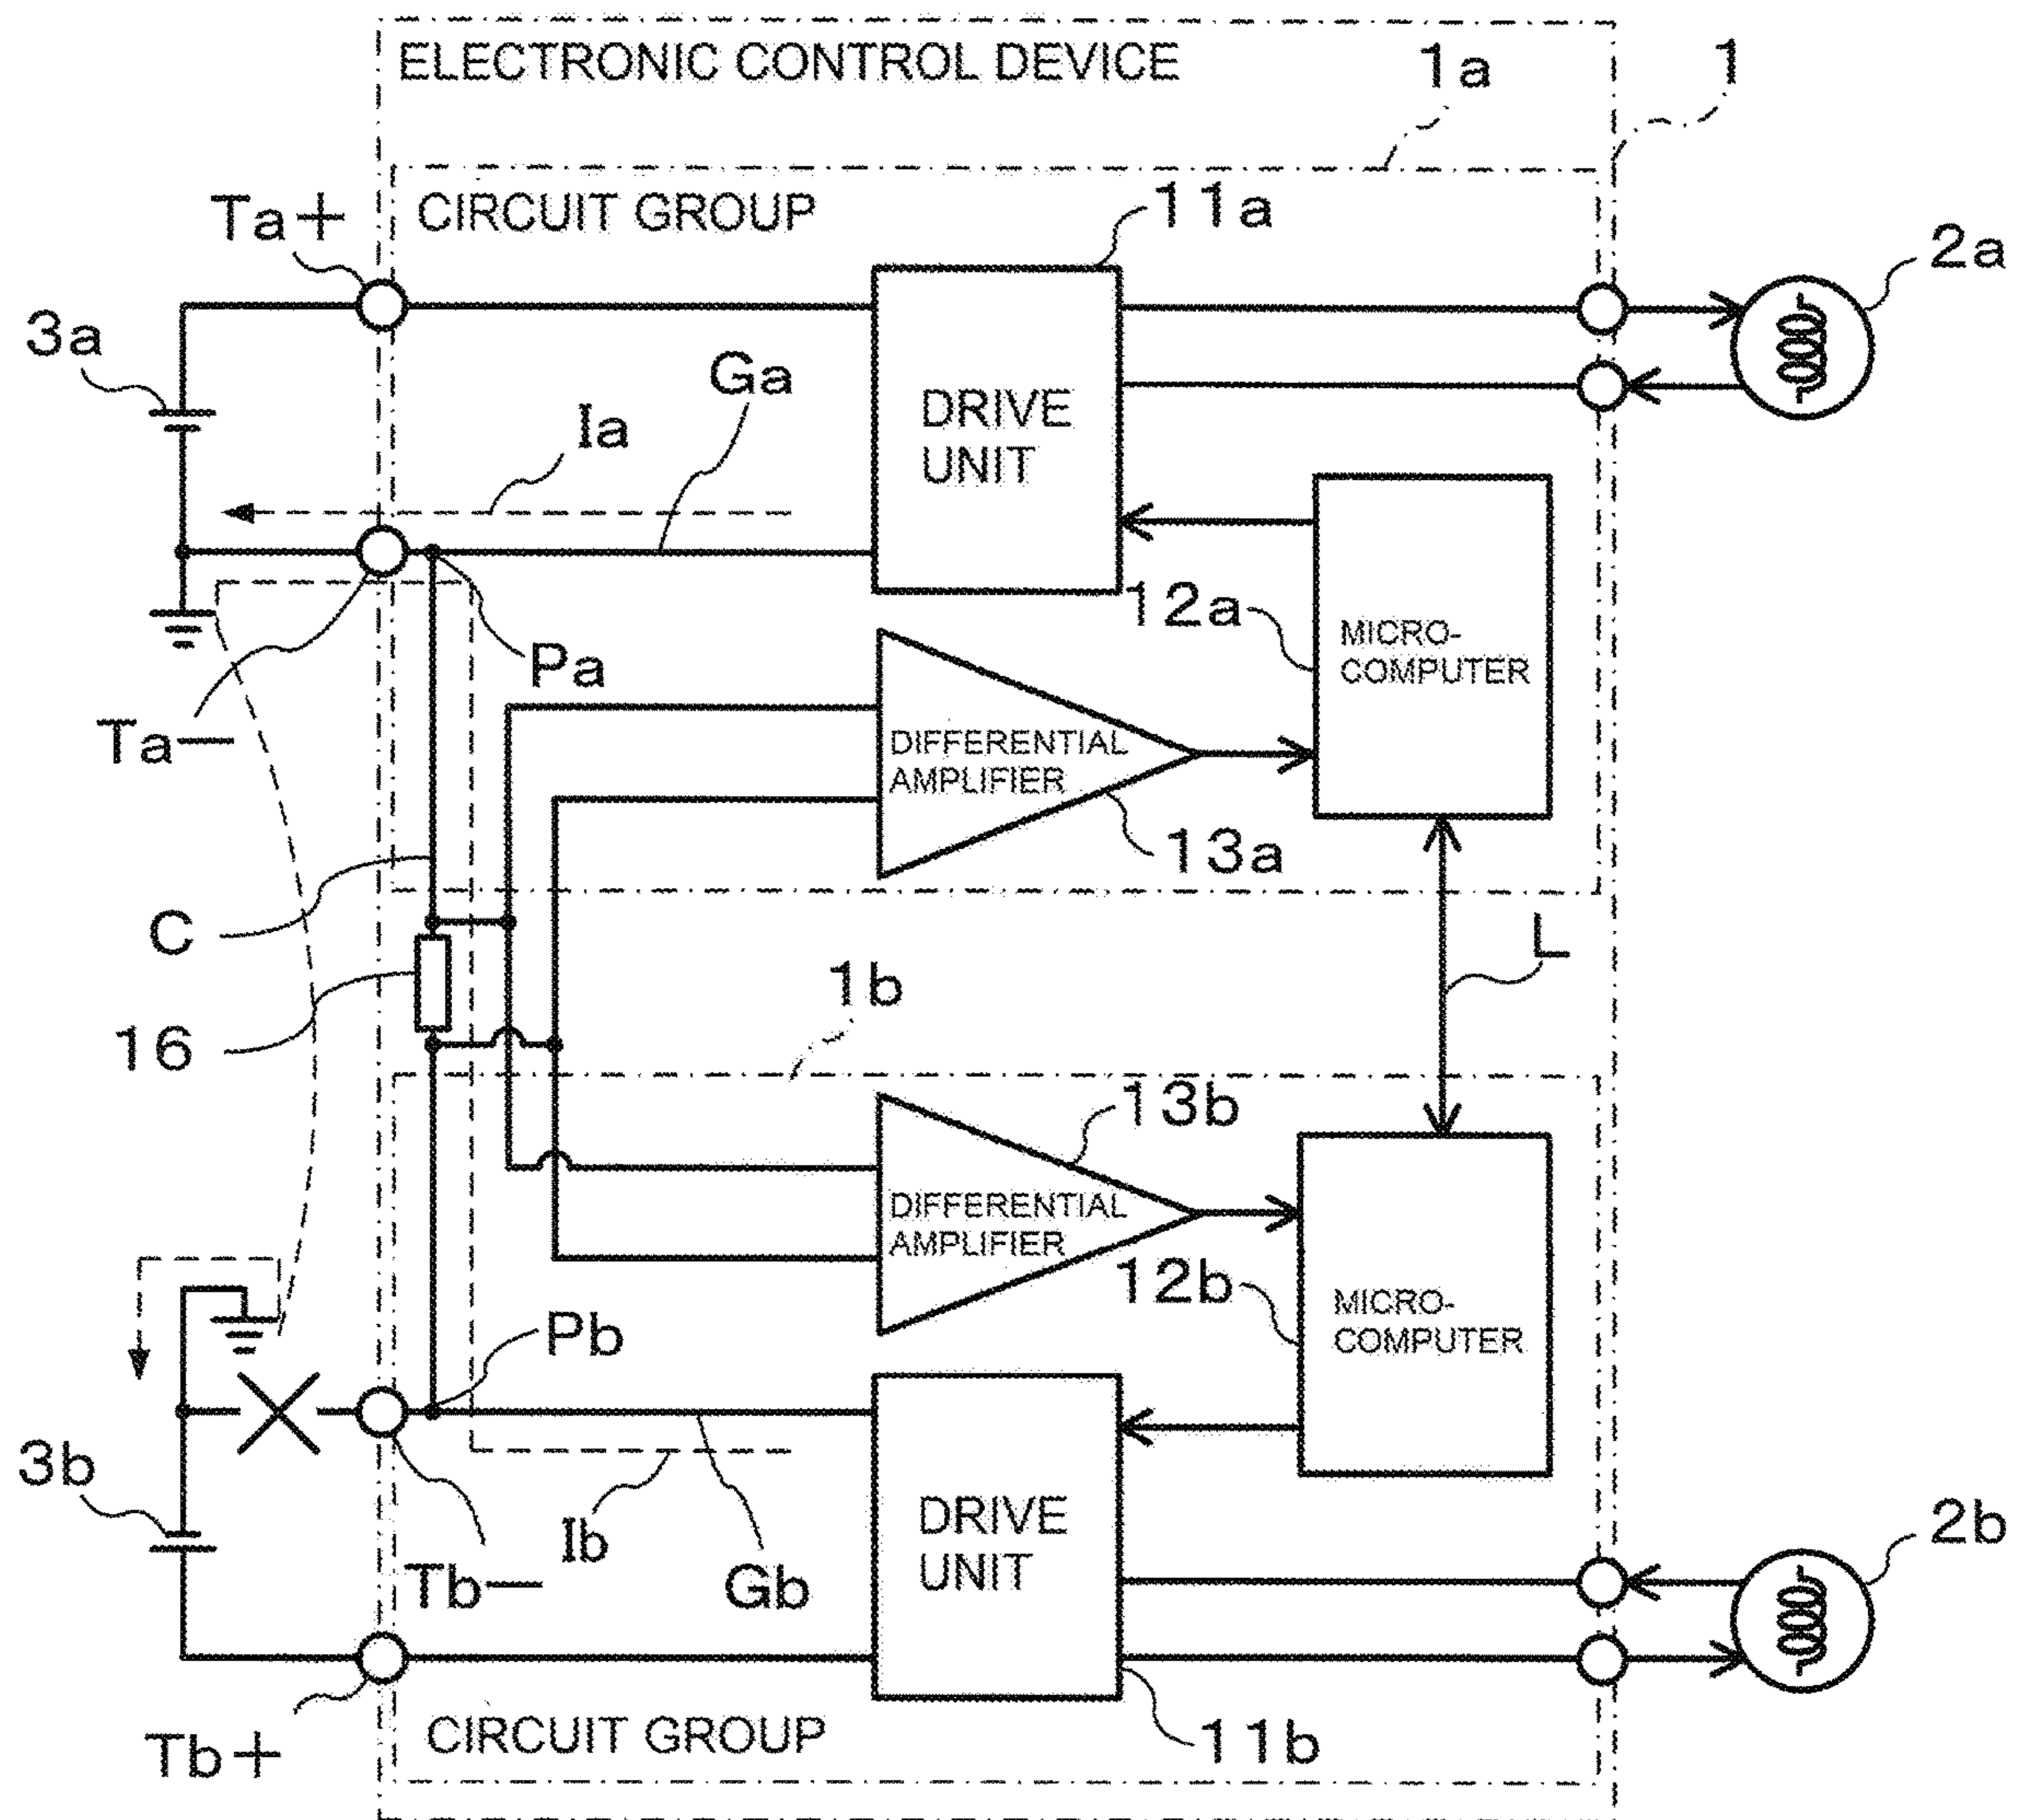 ELECTRONIC CONTROL DEVICE
1a
1
Ta+
CIRCUIT GROUP
11a
2a
3a
Ga
Ia
DRIVE
UNIT
12a
MICRO-
COMPUTER
Pa
Ta−
DIFFERENTIAL
AMPLIFIER
13a
C
L
1b
16
13b
DIFFERENTIAL
AMPLIFIER
12b
MICRO-
COMPUTER
Pb
3b
DRIVE
UNIT
2b
Ib
Tb−
Gb
CIRCUIT GROUP
11b
Tb+